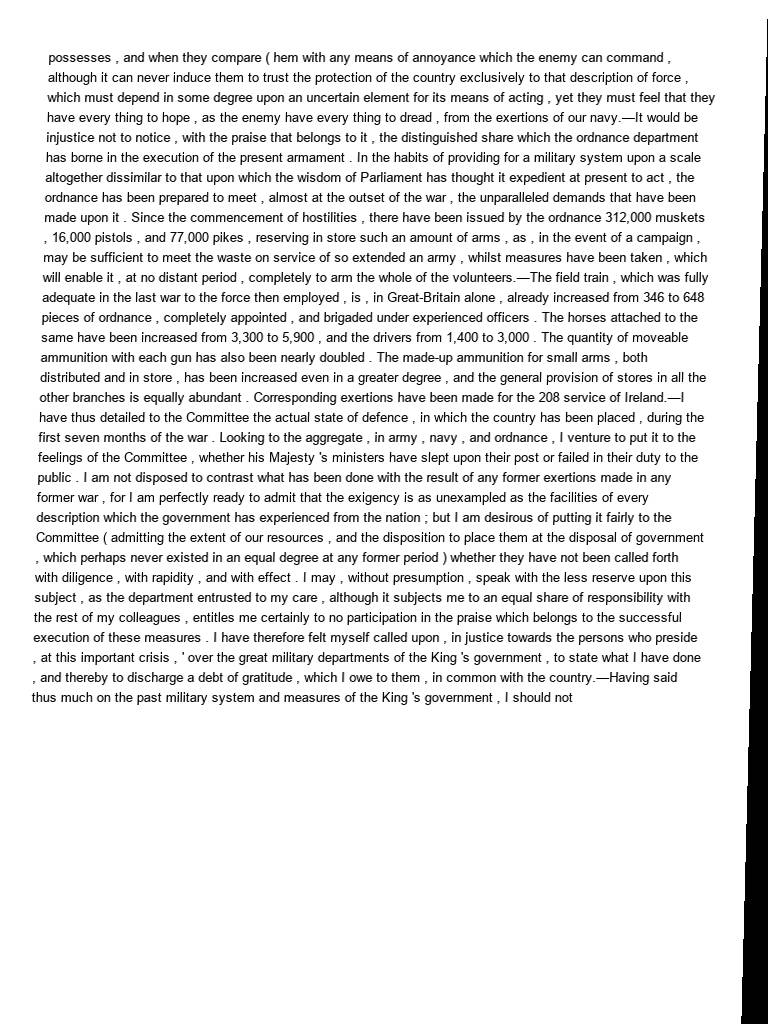 possesses , and when they compare ( hem with any means of annoyance which the enemy can command ,
although it can never induce them to trust the protection of the country exclusively to that description of force ,
which must depend in some degree upon an uncertain element for its means of acting , yet they must feel that they
have every thing to hope , as the enemy have every thing to dread , from the exertions of our navy.—It would be
injustice not to notice , with the praise that belongs to it , the distinguished share which the ordnance department
has borne in the execution of the present armament . In the habits of providing for a military system upon a scale
altogether dissimilar to that upon which the wisdom of Parliament has thought it expedient at present to act , the
ordnance has been prepared to meet , almost at the outset of the war , the unparalleled demands that have been
made upon it . Since the commencement of hostilities , there have been issued by the ordnance 312,000 muskets
, 16,000 pistols , and 77,000 pikes , reserving in store such an amount of arms , as , in the event of a campaign ,
may be sufficient to meet the waste on service of so extended an army , whilst measures have been taken , which
will enable it , at no distant period , completely to arm the whole of the volunteers.—The field train , which was fully
adequate in the last war to the force then employed , is , in Great-Britain alone , already increased from 346 to 648
pieces of ordnance , completely appointed , and brigaded under experienced officers . The horses attached to the
same have been increased from 3,300 to 5,900 , and the drivers from 1,400 to 3,000 . The quantity of moveable
ammunition with each gun has also been nearly doubled . The made-up ammunition for small arms , both
distributed and in store , has been increased even in a greater degree , and the general provision of stores in all the
other branches is equally abundant . Corresponding exertions have been made for the 208 service of Ireland.—I
have thus detailed to the Committee the actual state of defence , in which the country has been placed , during the
first seven months of the war . Looking to the aggregate , in army , navy , and ordnance , I venture to put it to the
feelings of the Committee , whether his Majesty 's ministers have slept upon their post or failed in their duty to the
public . I am not disposed to contrast what has been done with the result of any former exertions made in any
former war , for I am perfectly ready to admit that the exigency is as unexampled as the facilities of every
description which the government has experienced from the nation ; but I am desirous of putting it fairly to the
Committee ( admitting the extent of our resources , and the disposition to place them at the disposal of government
, which perhaps never existed in an equal degree at any former period ) whether they have not been called forth
with diligence , with rapidity , and with effect . I may , without presumption , speak with the less reserve upon this
subject , as the department entrusted to my care , although it subjects me to an equal share of responsibility with
the rest of my colleagues , entitles me certainly to no participation in the praise which belongs to the successful
execution of these measures . I have therefore felt myself called upon , in justice towards the persons who preside
, at this important crisis , ' over the great military departments of the King 's government , to state what I have done
, and thereby to discharge a debt of gratitude , which I owe to them , in common with the country.—Having said
thus much on the past military system and measures of the King 's government , I should not